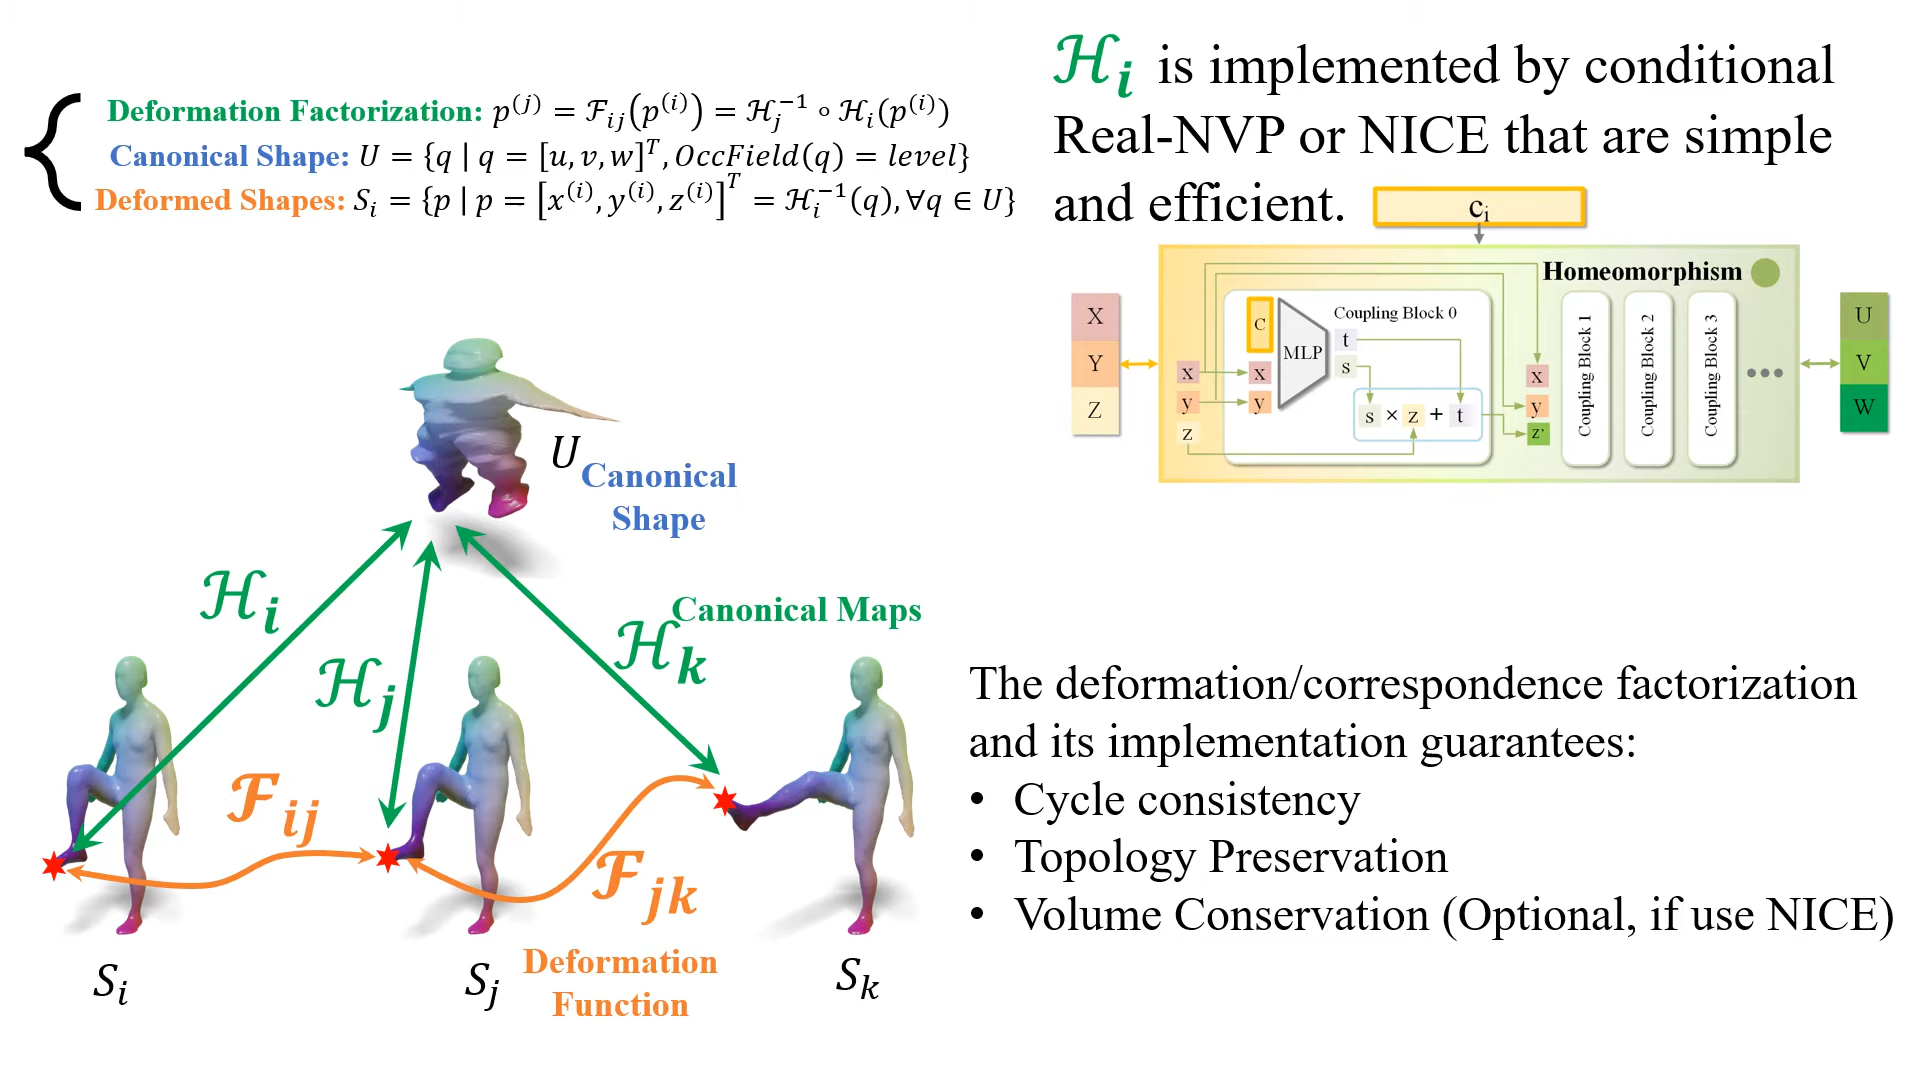 Deformation Factorization: p^(j) = ℱ_ij(p^(i)) = ℋ_j^−1 ∘ ℋ_i(p^(i))
Canonical Shape: U = {q | q = [u, v, w]^T, OccField(q) = level}
Deformed Shapes: S_i = {p | p = [x^(i), y^(i), z^(i)]^T = ℋ_i^−1(q), ∀q ∈ U}
ℋ_i is implemented by conditional
Real-NVP or NICE that are simple
and efficient.
c_i
Homeomorphism
X
Y
Z
x
y
z
C
x
y
MLP
Coupling Block 0
t
s
s × z + t
x
y
z'
Coupling Block 1
Coupling Block 2
Coupling Block 3
•••
U
V
W
U
Canonical
Shape
ℋ_i
ℋ_j
ℋ_k
Canonical Maps
ℱ_ij
ℱ_jk
S_i
S_j
S_k
Deformation
Function
The deformation/correspondence factorization
and its implementation guarantees:
• Cycle consistency
• Topology Preservation
• Volume Conservation (Optional, if use NICE)